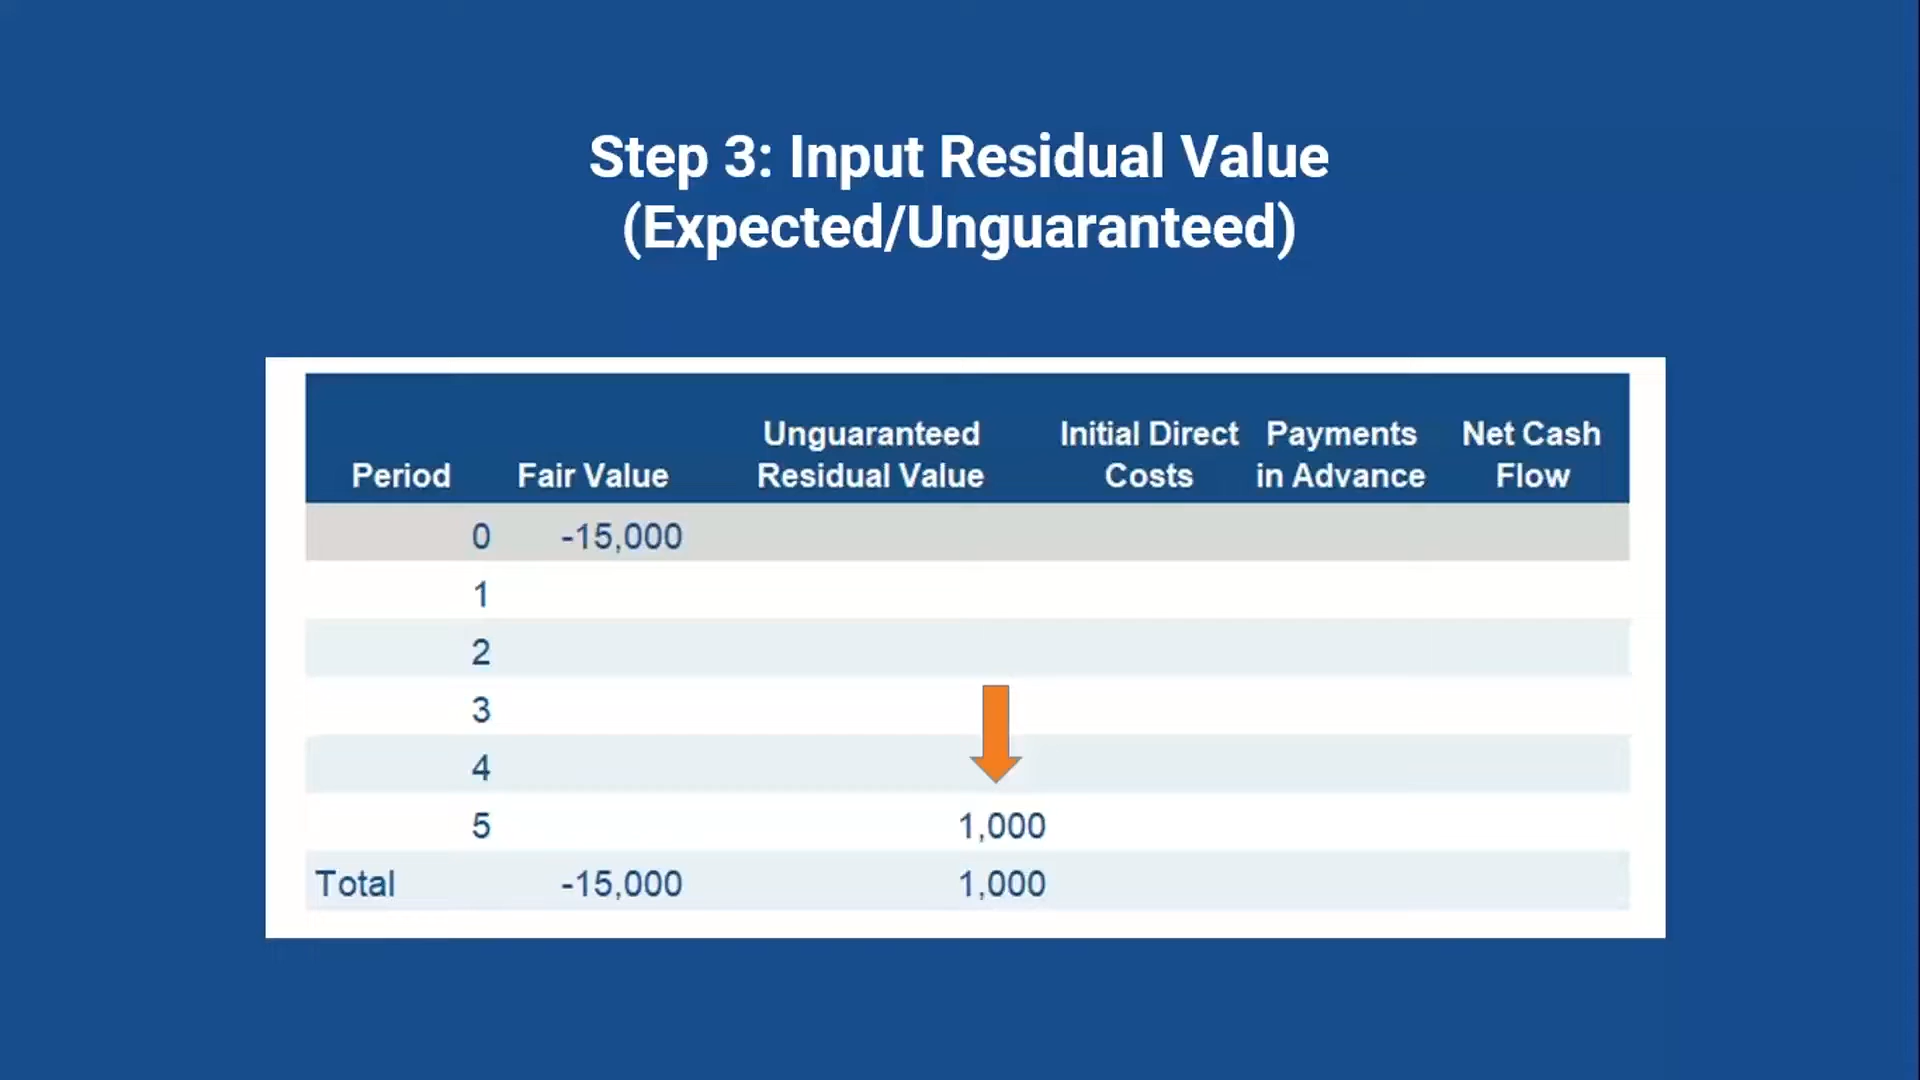 Step 3: Input Residual Value
(Expected/Unguaranteed)
Period Fair Value Unguaranteed Residual Value Initial Direct Costs Payments in Advance Net Cash Flow
0 -15,000
1
2
3
4
5 1,000
Total -15,000 1,000